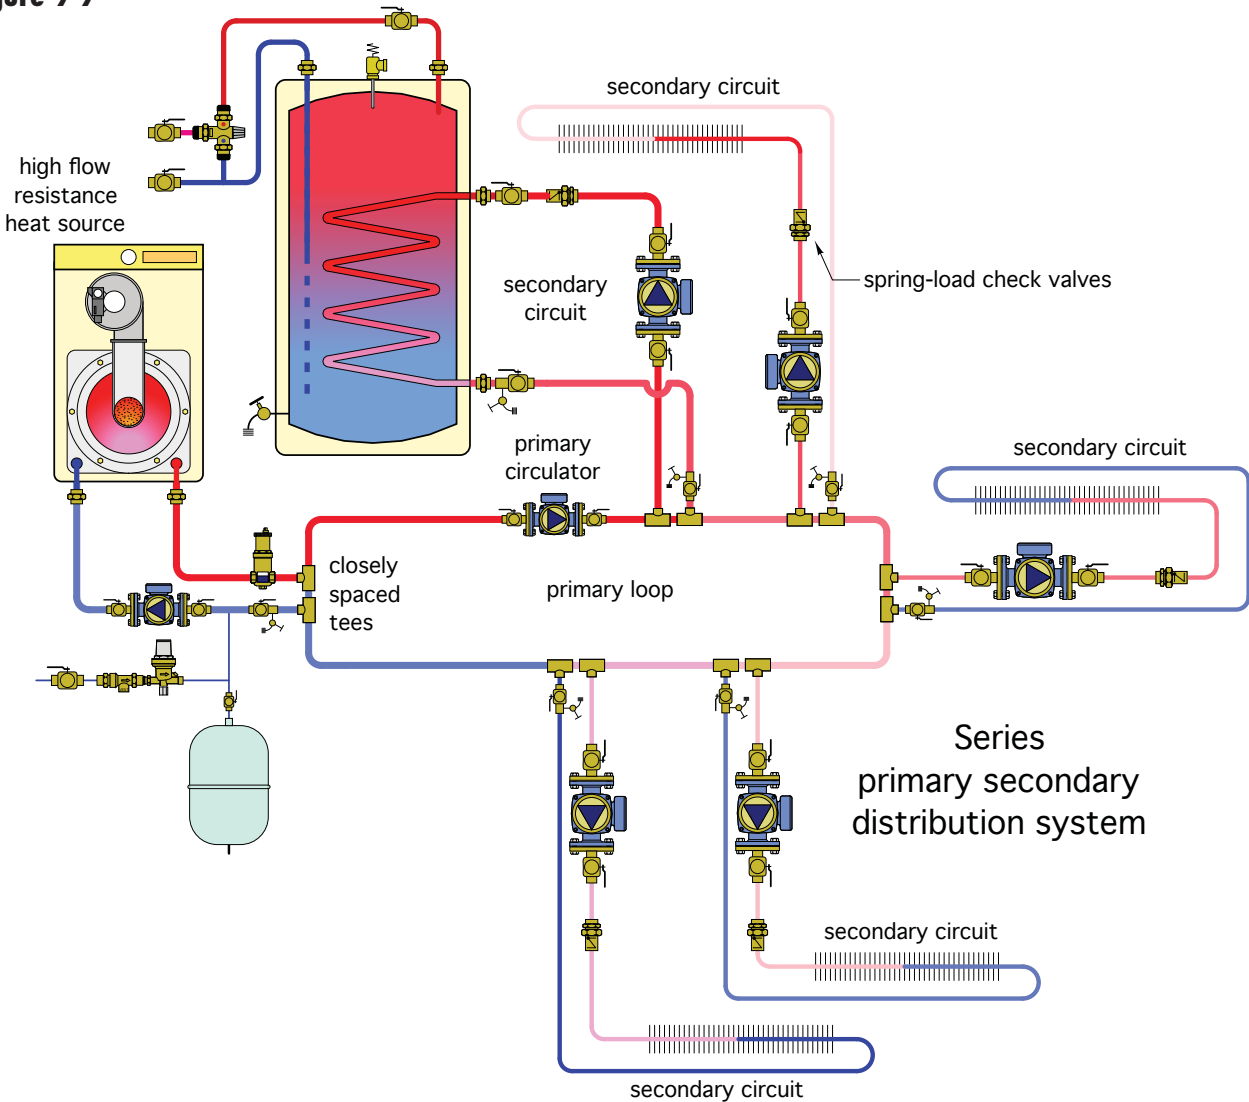 secondary circuit
high flow
resistance
heat source
secondary
circuit
spring-load check valves
primary
circulator
secondary circuit
closely
spaced
tees
primary loop
Series
primary secondary
distribution system
secondary circuit
secondary circuit